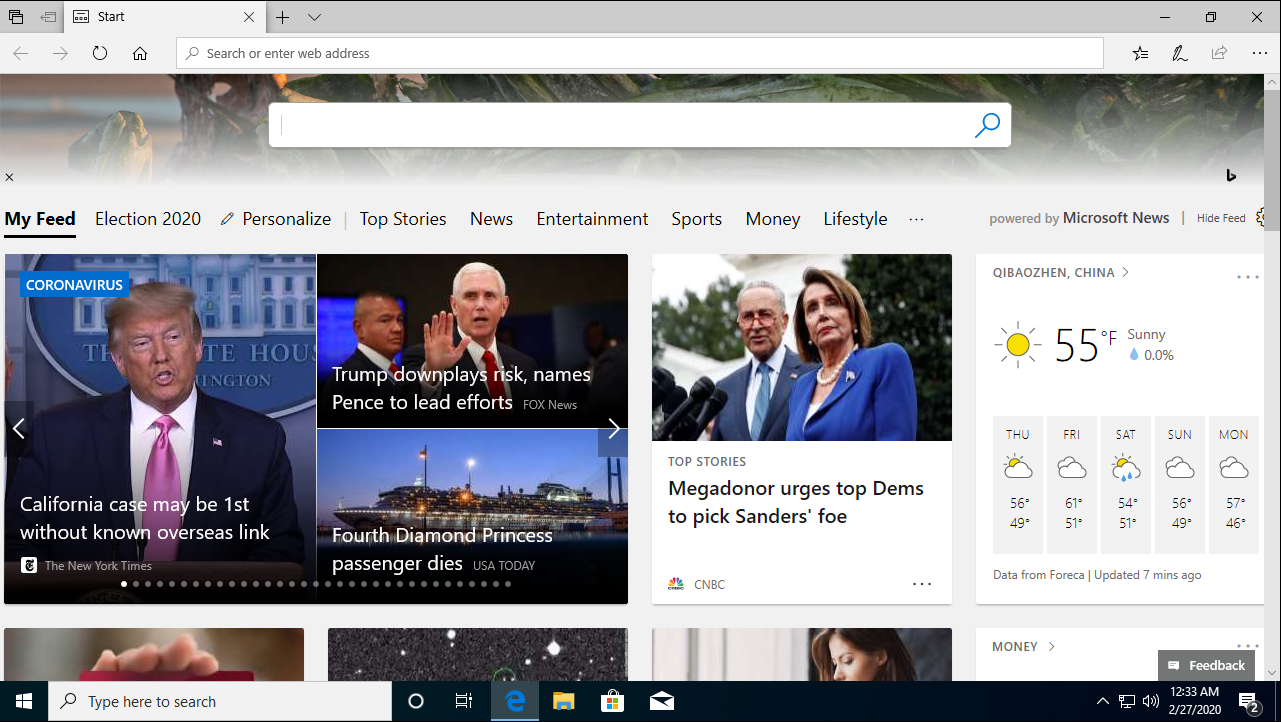 Start
Search or enter web address
My Feed
Election 2020
Personalize
Top Stories
News
Entertainment
Sports
Money
Lifestyle
powered by Microsoft News
Hide Feed
CORONAVIRUS
THE WHITE HOUSE
California case may be 1st
without known overseas link
The New York Times
Trump downplays risk, names
Pence to lead efforts FOX News
Fourth Diamond Princess
passenger dies USA TODAY
TOP STORIES
Megadonor urges top Dems
to pick Sanders' foe
CNBC
QIBAOZHEN, CHINA
55°F
Sunny
0.0%
THU FRI SAT SUN MON
56° 61° 54° 56° 57°
49° 51° 51° 49° 46°
Data from Foreca | Updated 7 mins ago
MONEY
Feedback
Type here to search
12:33 AM
2/27/2020
2